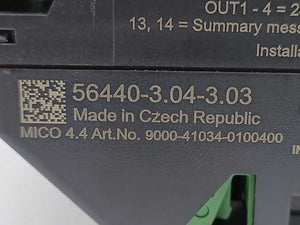 OUT1 - 4 = 2
13, 14 = Summary mess
Installa
56440-3.04-3.03
Made in Czech Republic
MICO 4.4 Art.No. 9000-41034-0100400
IN